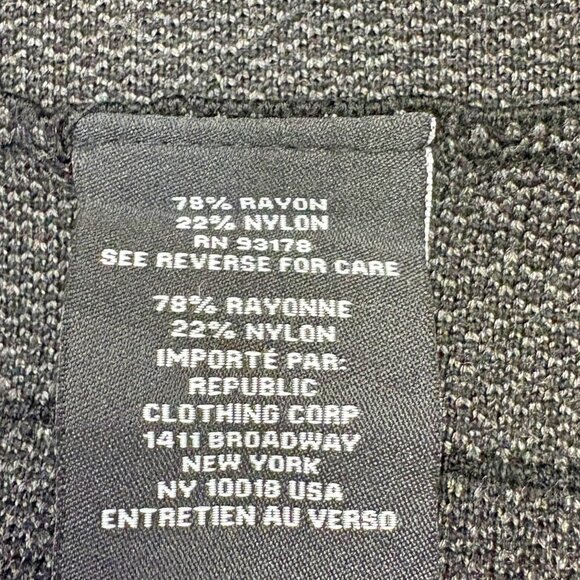 78% RAYON
22% NYLON
RN 93178
SEE REVERSE FOR CARE
78% RAYONNE
22% NYLON
IMPORTÉ PAR:
REPUBLIC
CLOTHING CORP
1411 BROADWAY
NEW YORK
NY 10018 USA
ENTRETIEN AU VERSO